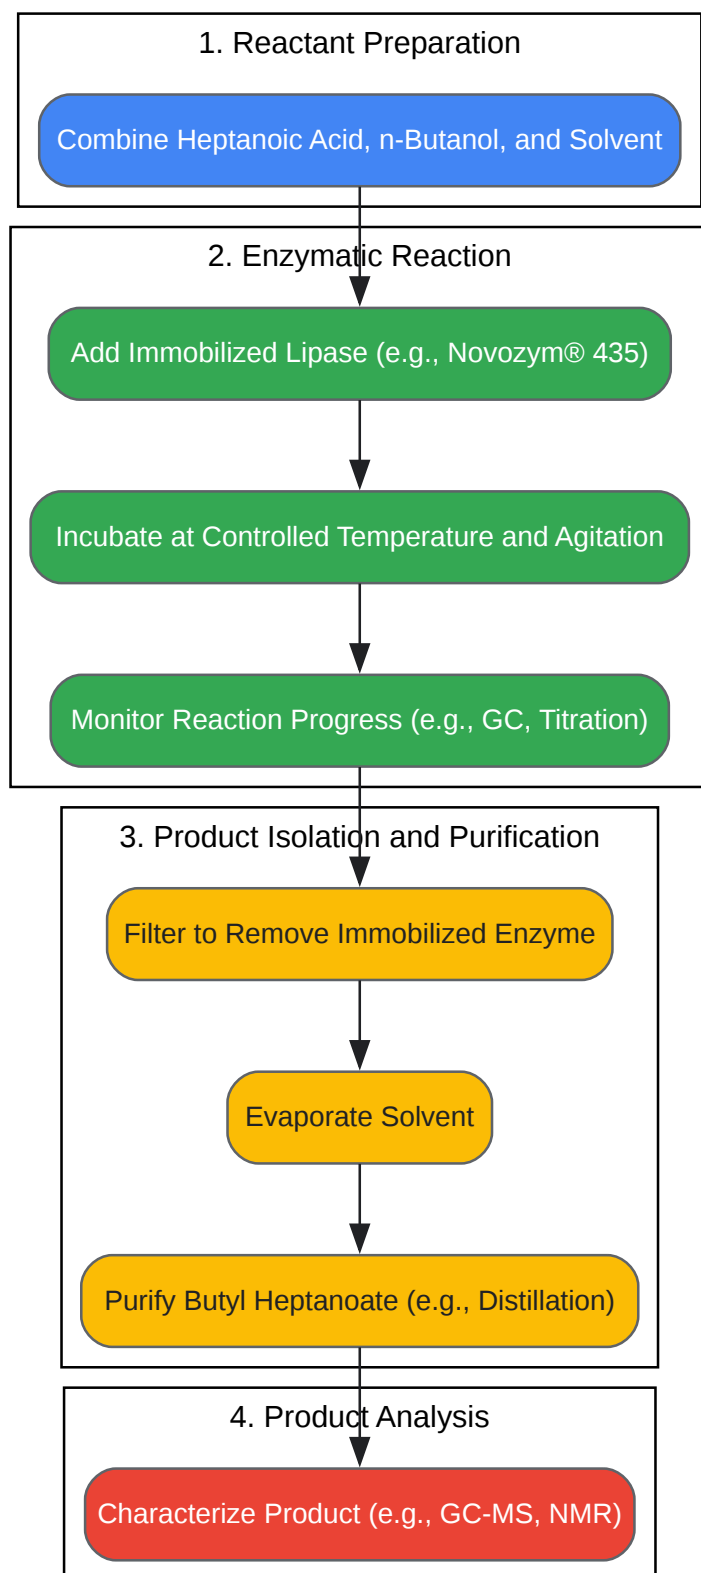 1. Reactant Preparation
Combine Heptanoic Acid, n-Butanol, and Solvent
2. Enzymatic Reaction
Add Immobilized Lipase (e.g., Novozym® 435)
Incubate at Controlled Temperature and Agitation
Monitor Reaction Progress (e.g., GC, Titration)
3. Product Isolation and Purification
Filter to Remove Immobilized Enzyme
Evaporate Solvent
Purify Butyl Heptanoate (e.g., Distillation)
4. Product Analysis
Characterize Product (e.g., GC-MS, NMR)